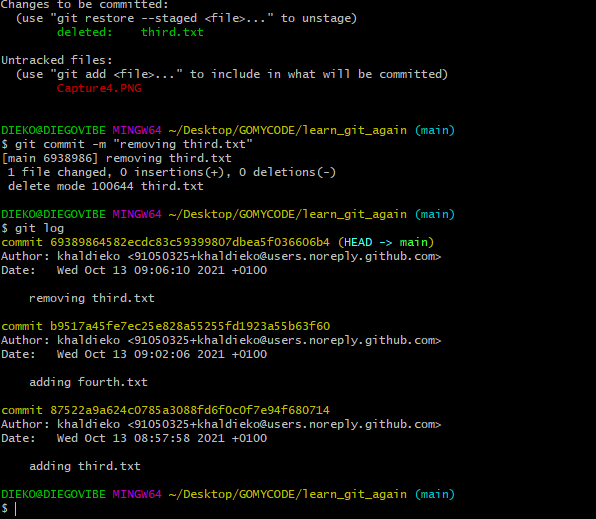 Changes to be committed:
  (use "git restore --staged <file>..." to unstage)
        deleted:    third.txt

Untracked files:
  (use "git add <file>..." to include in what will be committed)
        Capture4.PNG


DIEKO@DIEGOVIBE MINGW64 ~/Desktop/GOMYCODE/learn_git_again (main)
$ git commit -m "removing third.txt"
[main 6938986] removing third.txt
 1 file changed, 0 insertions(+), 0 deletions(-)
 delete mode 100644 third.txt

DIEKO@DIEGOVIBE MINGW64 ~/Desktop/GOMYCODE/learn_git_again (main)
$ git log
commit 69389864582ecdc83c59399807dbea5f036606b4 (HEAD -> main)
Author: khaldieko <91050325+khaldieko@users.noreply.github.com>
Date:   Wed Oct 13 09:06:10 2021 +0100

    removing third.txt

commit b9517a45fe7ec25e828a55255fd1923a55b63f60
Author: khaldieko <91050325+khaldieko@users.noreply.github.com>
Date:   Wed Oct 13 09:02:06 2021 +0100

    adding fourth.txt

commit 87522a9a624c0785a3088fd6f0c0f7e94f680714
Author: khaldieko <91050325+khaldieko@users.noreply.github.com>
Date:   Wed Oct 13 08:57:58 2021 +0100

    adding third.txt

DIEKO@DIEGOVIBE MINGW64 ~/Desktop/GOMYCODE/learn_git_again (main)
$